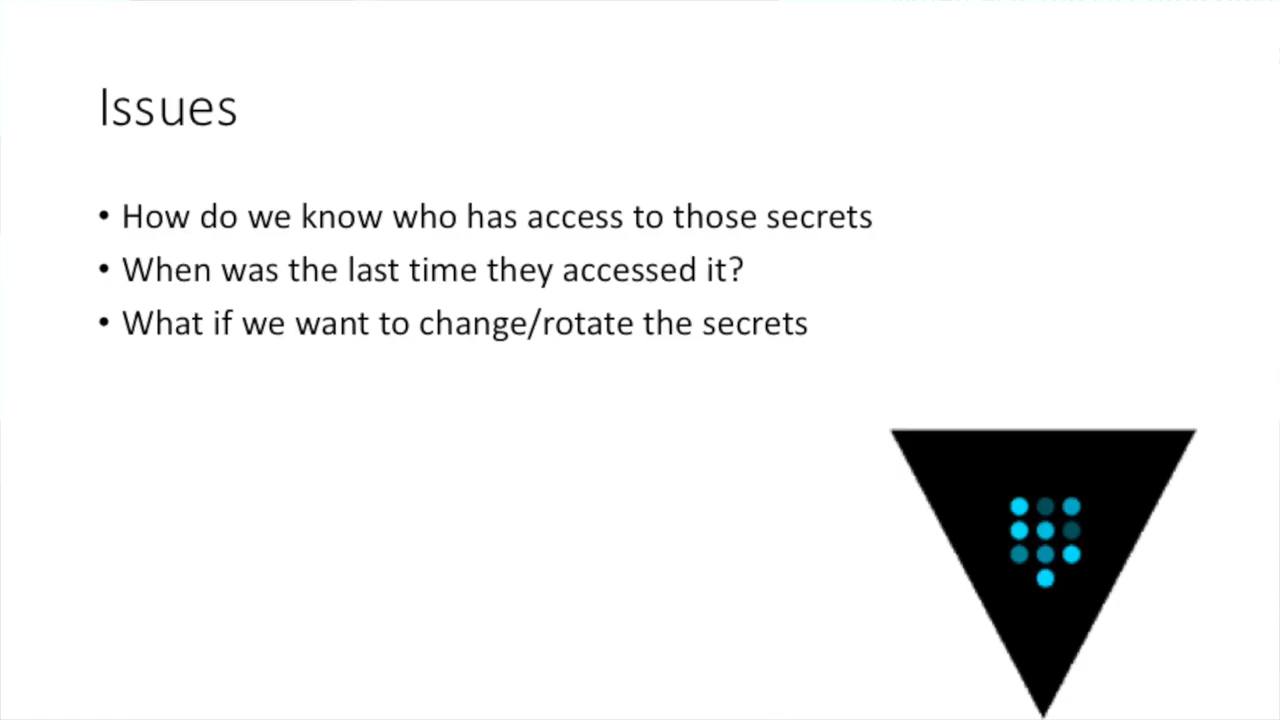 Issues
• How do we know who has access to those secrets
• When was the last time they accessed it?
• What if we want to change/rotate the secrets